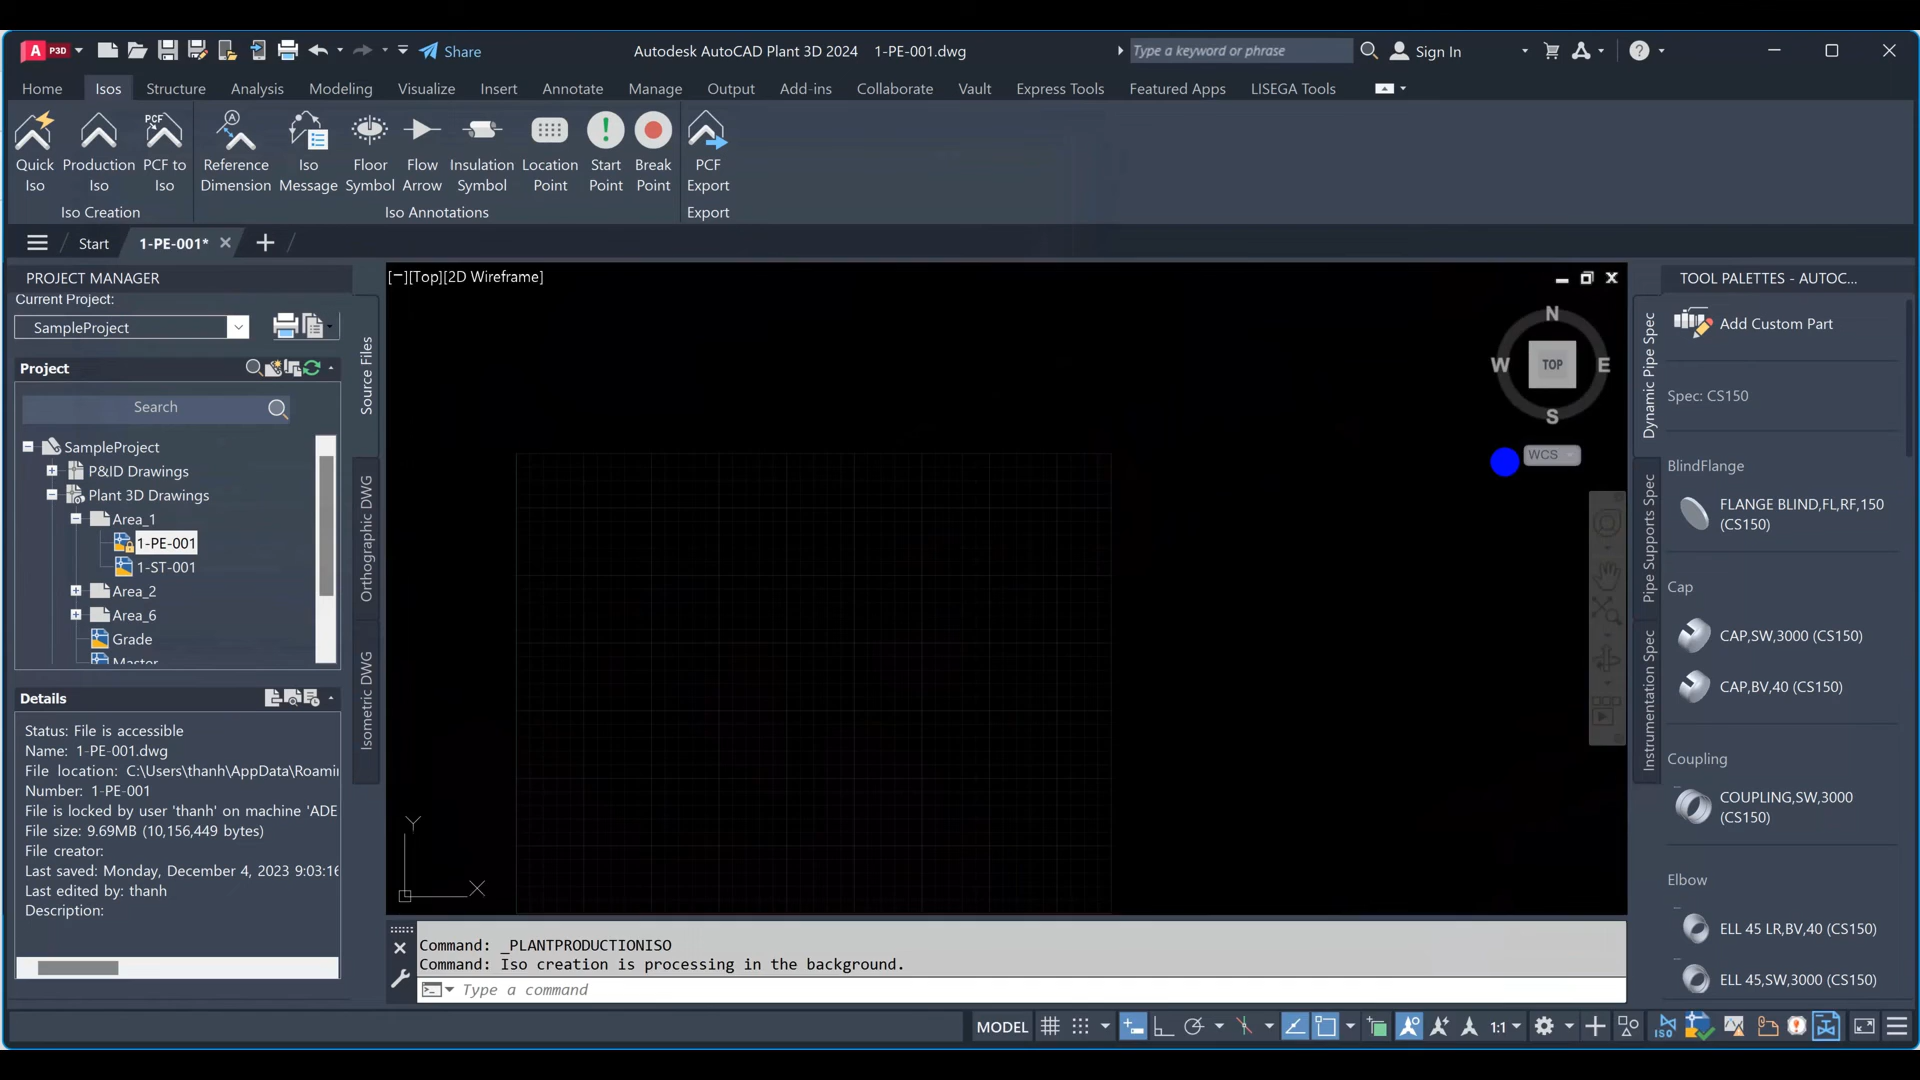 A P3D
Share
Autodesk AutoCAD Plant 3D 2024 1-PE-001.dwg
Type a keyword or phrase
Sign In
Home Isos Structure Analysis Modeling Visualize Insert Annotate Manage Output Add-ins Collaborate Vault Express Tools Featured Apps LISEGA Tools
Quick Iso
Production Iso
PCF
PCF to Iso
Reference Dimension
Iso Message
Floor Symbol
Flow Arrow
Insulation Symbol
Location Point
Start Point
Break Point
PCF Export
Iso Creation
Iso Annotations
Export
Start
1-PE-001*
PROJECT MANAGER
Current Project:
SampleProject
Project
Search
SampleProject
P&ID Drawings
Plant 3D Drawings
Area_1
1-PE-001
1-ST-001
Area_2
Area_6
Grade
Master
Details
Status: File is accessible
Name: 1-PE-001.dwg
File location: C:\Users\thanh\AppData\Roami
Number: 1-PE-001
File is locked by user 'thanh' on machine 'ADE
File size: 9.69MB (10,156,449 bytes)
File creator:
Last saved: Monday, December 4, 2023 9:03:16
Last edited by: thanh
Description:
Source Files
Orthographic DWG
Isometric DWG
[−][Top][2D Wireframe]
N
W
TOP
E
S
WCS
Y
X
Command: _PLANTPRODUCTIONISO
Command: Iso creation is processing in the background.
Type a command
TOOL PALETTES - AUTOC...
Dynamic Pipe Spec
Pipe Supports Spec
Instrumentation Spec
Add Custom Part
Spec: CS150
BlindFlange
FLANGE BLIND,FL,RF,150
(CS150)
Cap
CAP,SW,3000 (CS150)
CAP,BV,40 (CS150)
Coupling
COUPLING,SW,3000
(CS150)
Elbow
ELL 45 LR,BV,40 (CS150)
ELL 45,SW,3000 (CS150)
MODEL
1:1
ISO